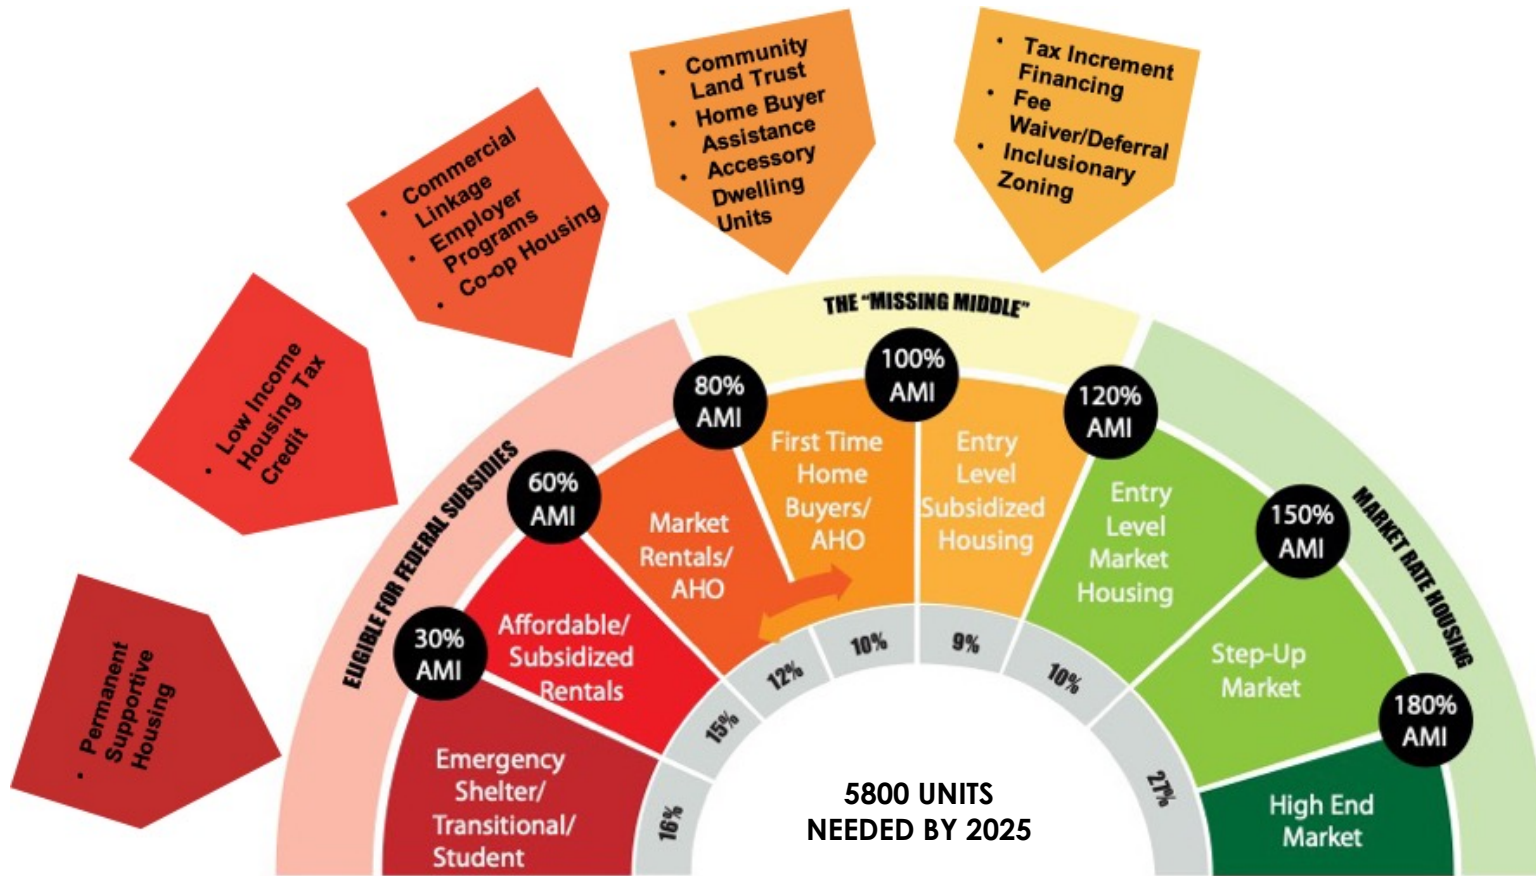 • Permanent
Supportive
Housing
• Low Income
Housing Tax
Credit
• Commercial
Linkage
• Employer
Programs
• Co-op Housing
• Community
Land Trust
• Home Buyer
Assistance
• Accessory
Dwelling
Units
• Tax Increment
Financing
• Fee
Waiver/Deferral
• Inclusionary
Zoning
ELIGIBLE FOR FEDERAL SUBSIDIES
THE “MISSING MIDDLE”
MARKET RATE HOUSING
30%
AMI
60%
AMI
80%
AMI
100%
AMI
120%
AMI
150%
AMI
180%
AMI
Emergency
Shelter/
Transitional/
Student
Affordable/
Subsidized
Rentals
Market
Rentals/
AHO
First Time
Home
Buyers/
AHO
Entry
Level
Subsidized
Housing
Entry
Level
Market
Housing
Step-Up
Market
High End
Market
16%
15%
12%
10%
9%
10%
27%
5800 UNITS
NEEDED BY 2025